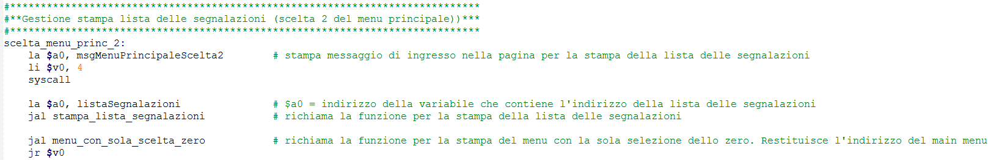 #*****************************************************************************
#**Gestione stampa lista delle segnalazioni (scelta 2 del menu principale))***
#*****************************************************************************
scelta_menu_princ_2:
    la $a0, msgMenuPrincipaleScelta2        # stampa messaggio di ingresso nella pagina per la stampa della lista delle segnalazioni
    li $v0, 4
    syscall

    la $a0, listaSegnalazioni               # $a0 = indirizzo della variabile che contiene l'indirizzo della lista delle segnalazioni
    jal stampa_lista_segnalazioni           # richiama la funzione per la stampa della lista delle segnalazioni

    jal menu_con_sola_scelta_zero           # richiama la funzione per la stampa del menu con la sola selezione dello zero. Restituisce l'indirizzo del main menu
    jr $v0